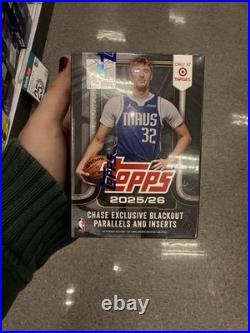 ONLY AT
TARGET
MAVS
32
TOPPS
2025/26
CHASE EXCLUSIVE BLACKOUT
PARALLELS AND INSERTS